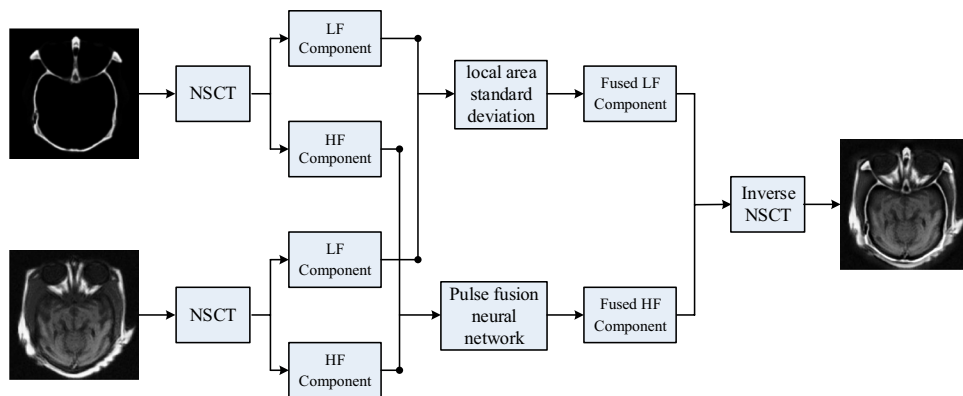 LF
Component
NSCT
HF
Component
local area
standard
deviation
Fused LF
Component
Inverse
NSCT
LF
Component
NSCT
HF
Component
Pulse fusion
neural
network
Fused HF
Component